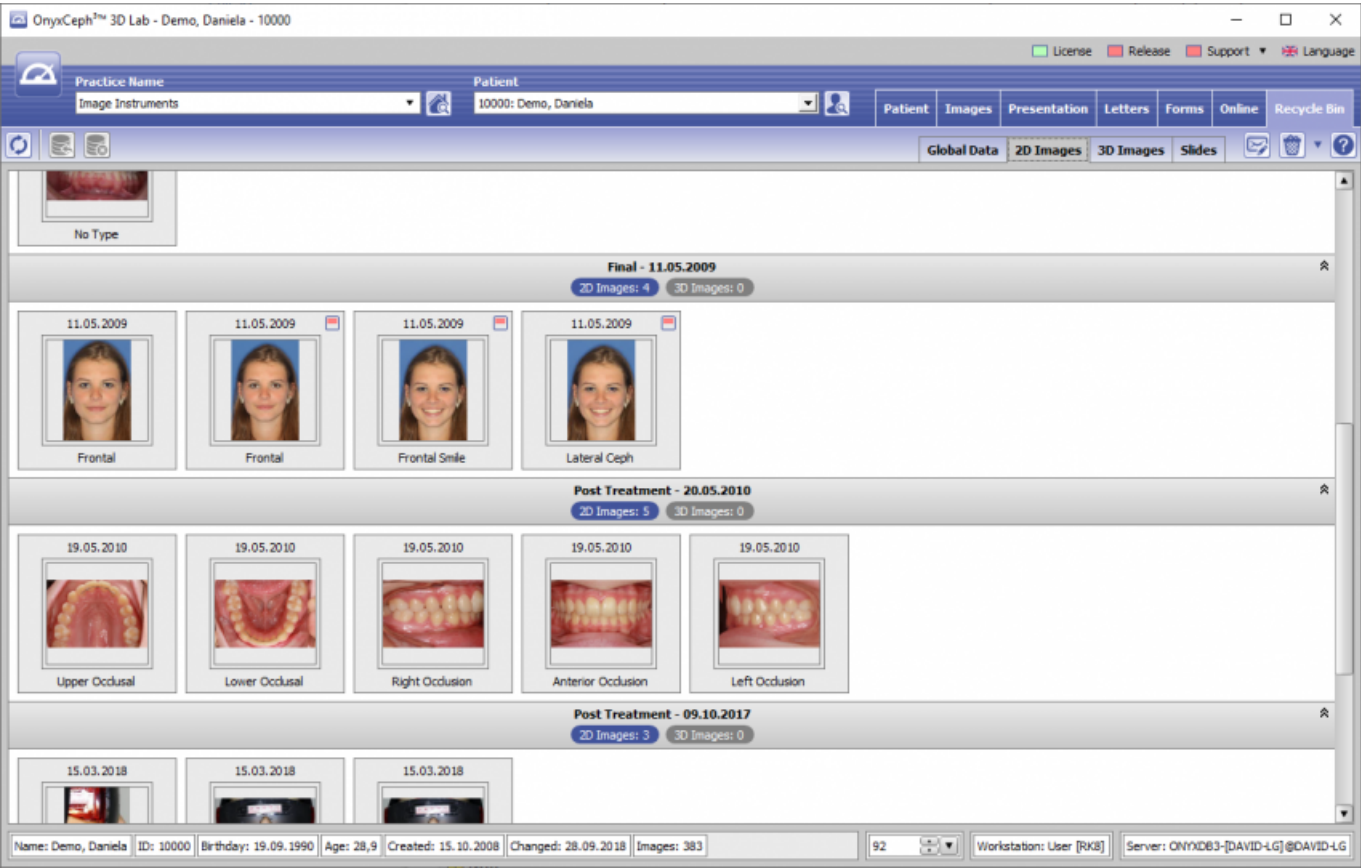 OnyxCeph³™ 3D Lab - Demo, Daniela - 10000
License Release Support Language
Practice Name Patient
Image Instruments 10000: Demo, Daniela
Patient Images Presentation Letters Forms Online Recycle Bin
Global Data 2D Images 3D Images Slides
No Type
Final - 11.05.2009
2D Images: 4 3D Images: 0
11.05.2009 11.05.2009 11.05.2009 11.05.2009
Frontal Frontal Frontal Smile Lateral Ceph
Post Treatment - 20.05.2010
2D Images: 5 3D Images: 0
19.05.2010 19.05.2010 19.05.2010 19.05.2010 19.05.2010
Upper Occlusal Lower Occlusal Right Occlusion Anterior Occlusion Left Occlusion
Post Treatment - 09.10.2017
2D Images: 3 3D Images: 0
15.03.2018 15.03.2018 15.03.2018
Name: Demo, Daniela ID: 10000 Birthday: 19.09.1990 Age: 28,9 Created: 15.10.2008 Changed: 28.09.2018 Images: 383 92 Workstation: User [RK8] Server: ONYXDB3-[DAVID-LG]@DAVID-LG